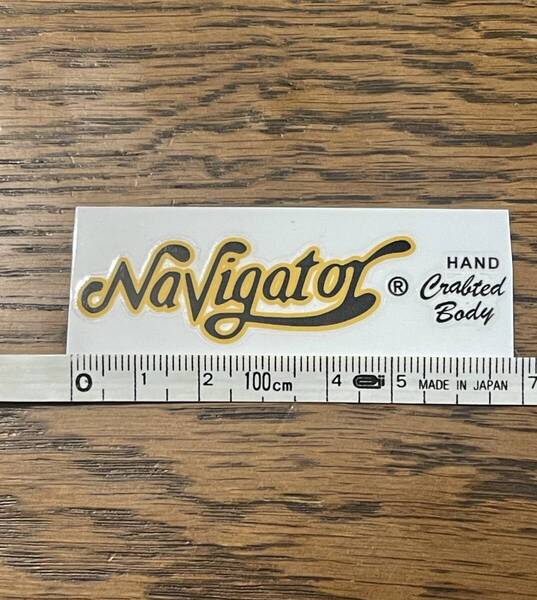 Navigator ®
HAND
Crabted
Body
0 1 2 100cm 4 5 MADE IN JAPAN 7